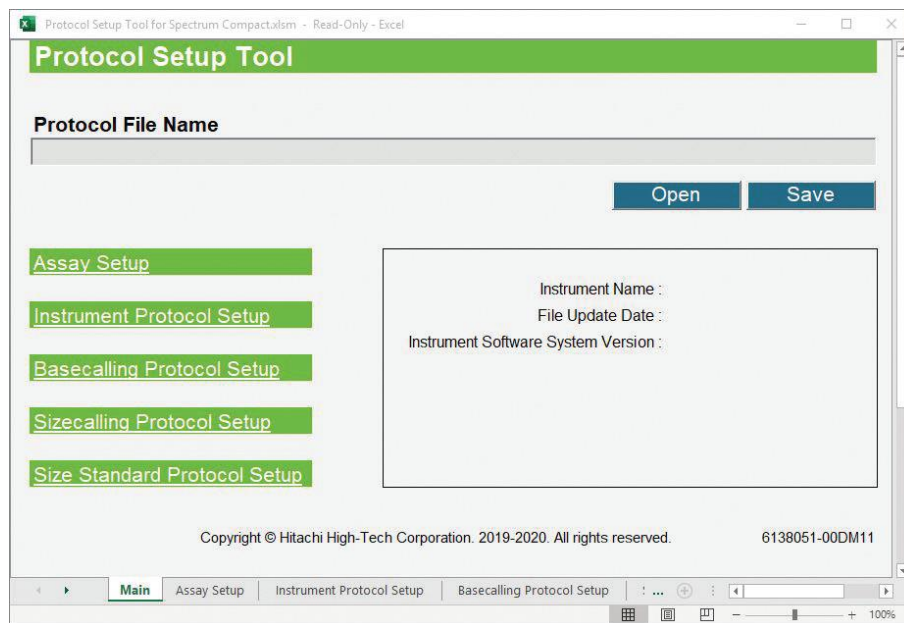 Protocol Setup Tool for Spectrum Compact.xlsm - Read-Only - Excel
Protocol Setup Tool
Protocol File Name
Open Save
Assay Setup
Instrument Protocol Setup
Basecalling Protocol Setup
Sizecalling Protocol Setup
Size Standard Protocol Setup
Instrument Name :
File Update Date :
Instrument Software System Version :
Copyright © Hitachi High-Tech Corporation. 2019-2020. All rights reserved. 6138051-00DM11
Main Assay Setup Instrument Protocol Setup Basecalling Protocol Setup ...
100%